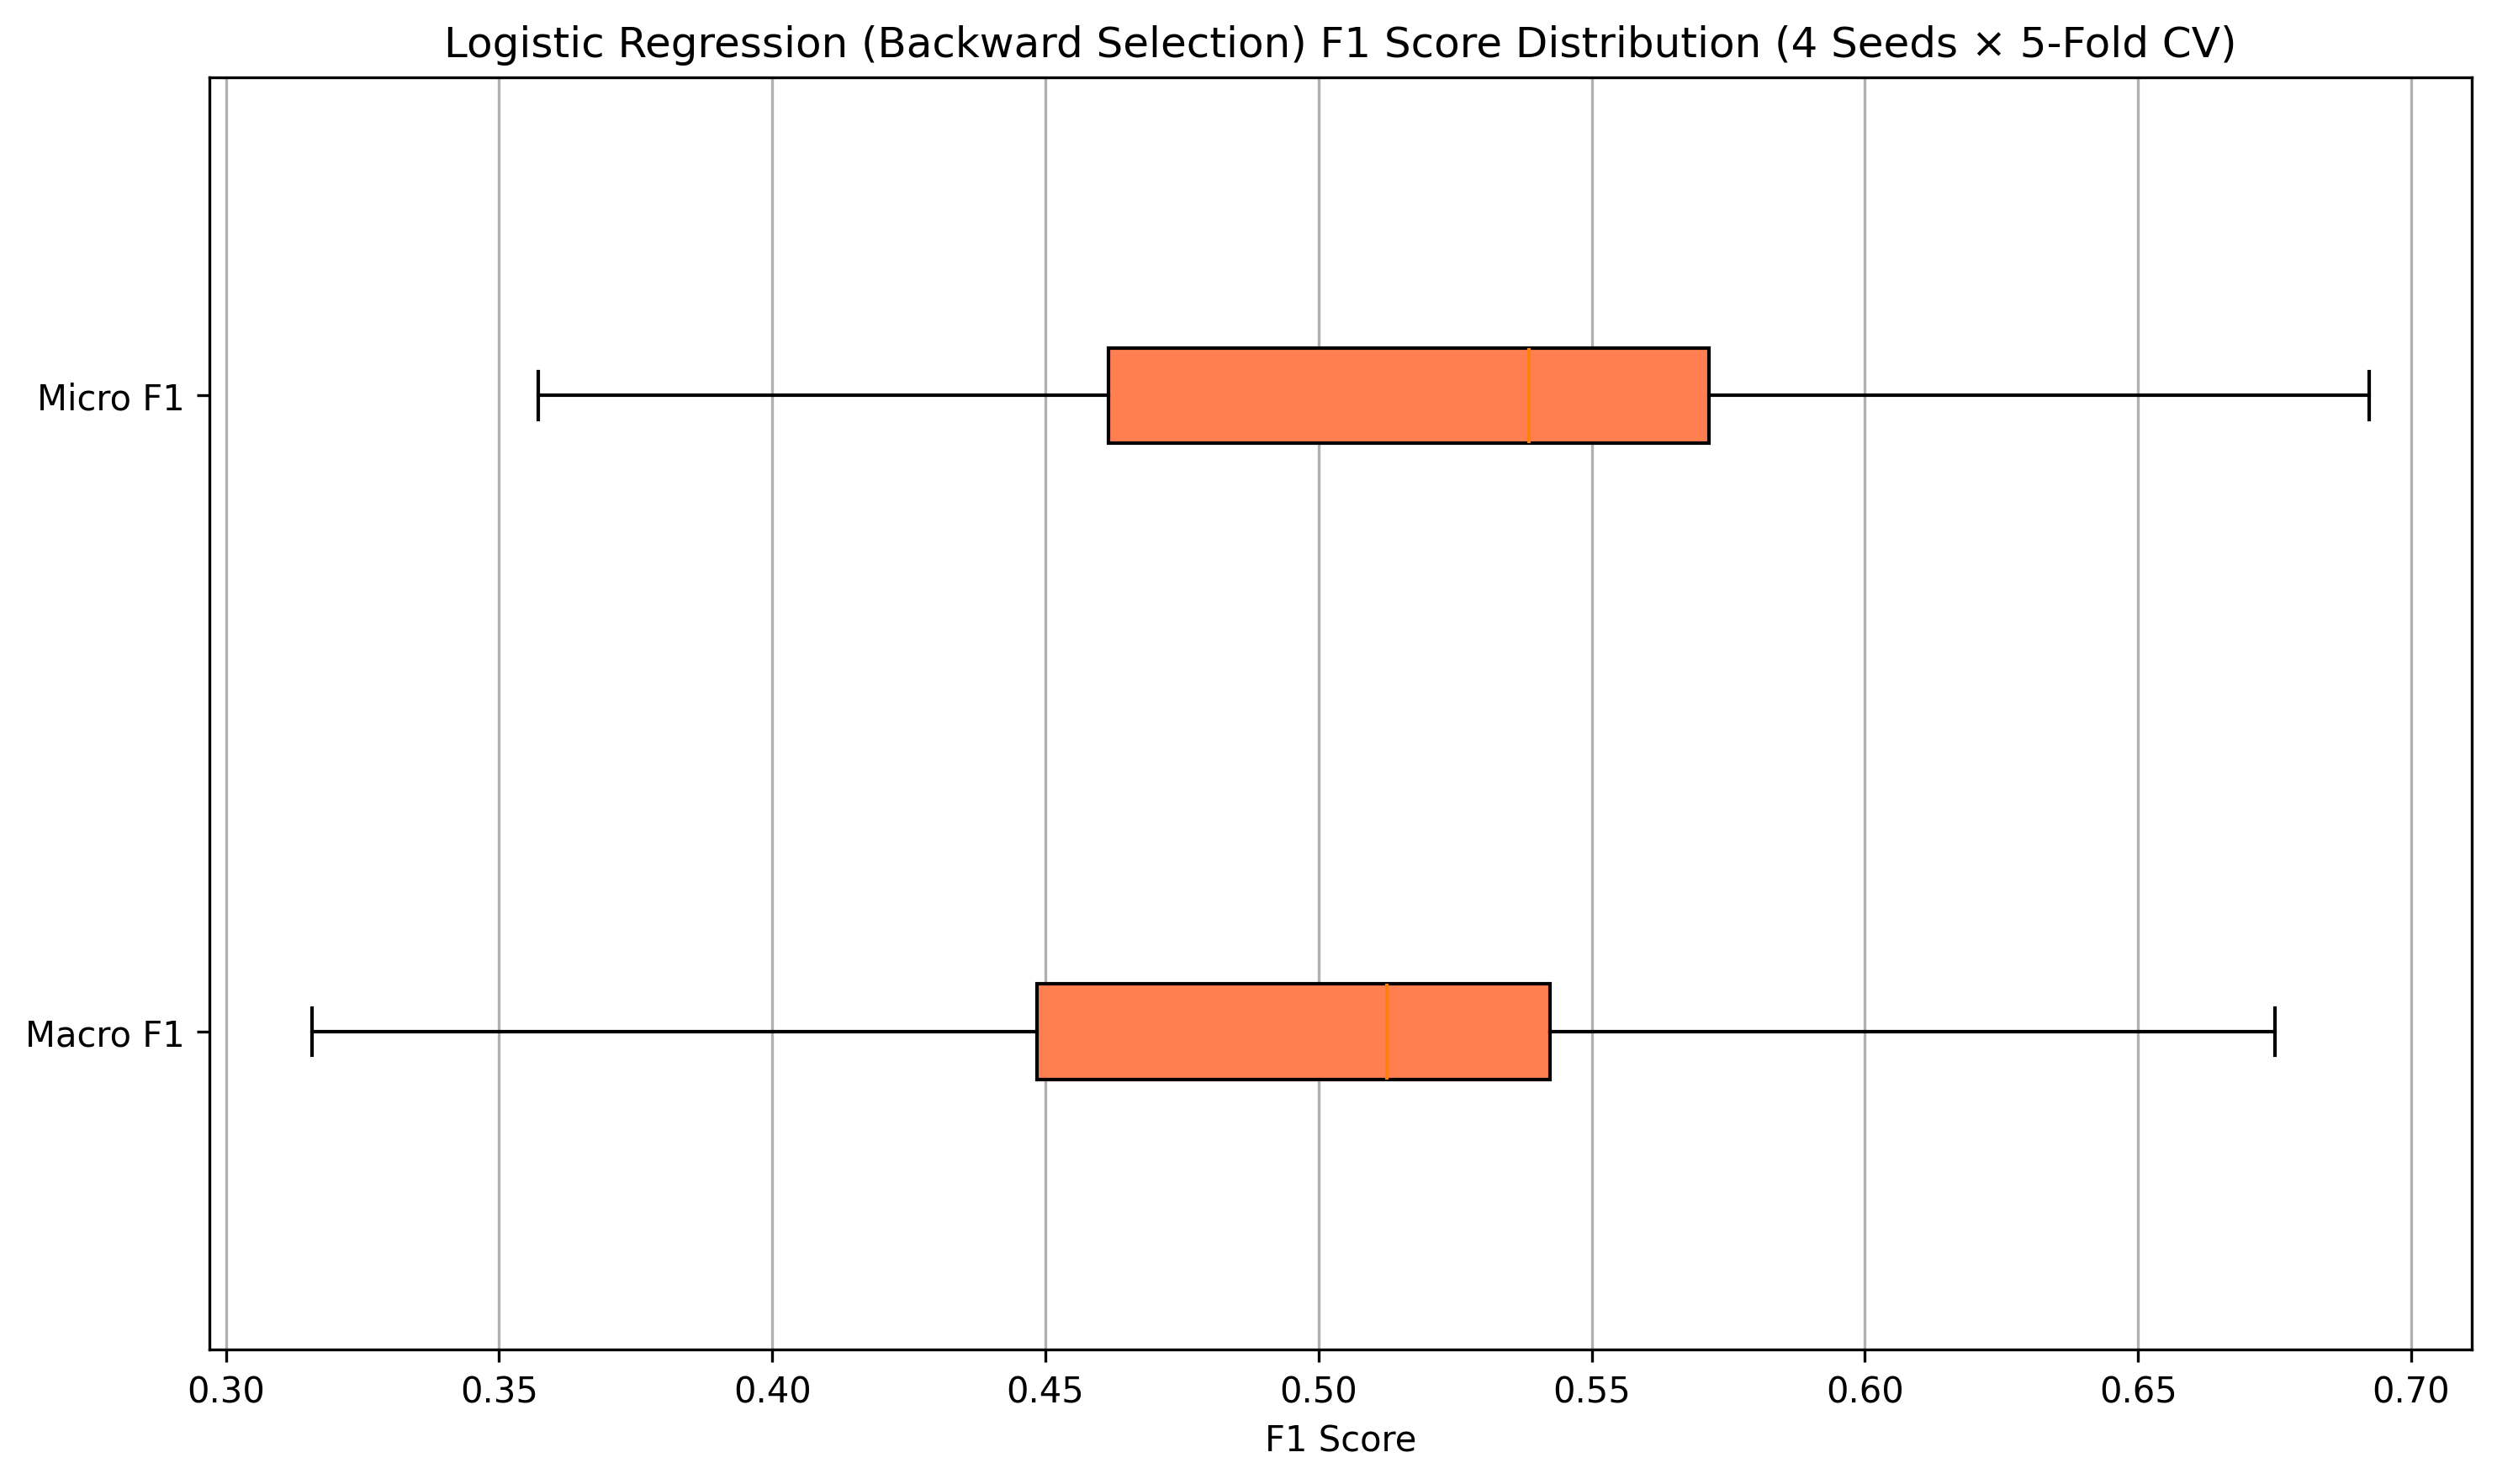 Logistic Regression (Backward Selection) F1 Score Distribution (4 Seeds × 5-Fold CV)
Micro F1
Macro F1
0.30 0.35 0.40 0.45 0.50 0.55 0.60 0.65 0.70
F1 Score